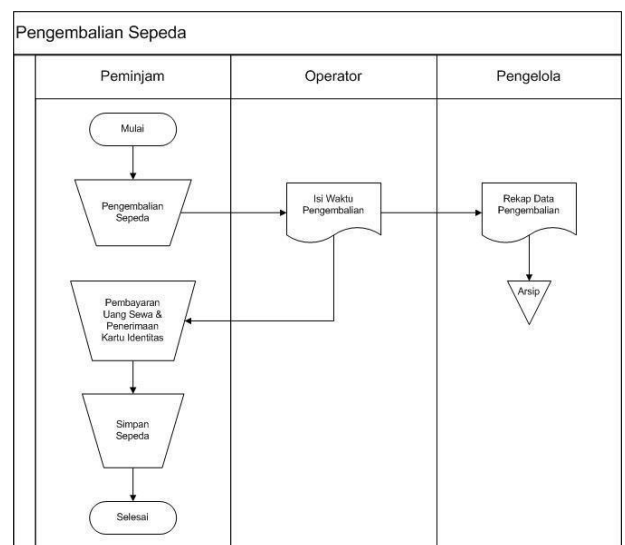 Pengembalian Sepeda
Peminjam
Operator
Pengelola
Mulai
Pengembalian
Sepeda
Isi Waktu
Pengembalian
Rekap Data
Pengembalian
Arsip
Pembayaran
Uang Sewa &
Penerimaan
Kartu Identitas
Simpan
Sepeda
Selesai